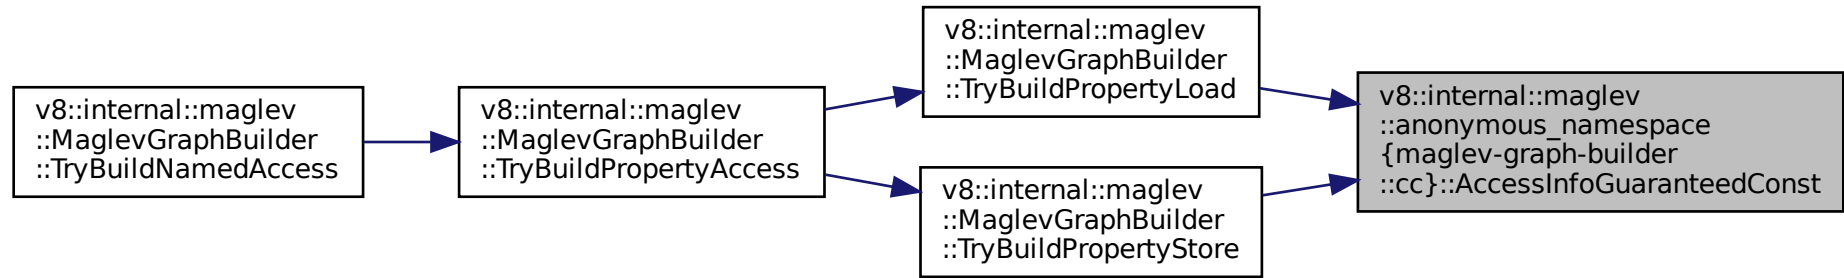 v8::internal::maglev
::MaglevGraphBuilder
::TryBuildNamedAccess
v8::internal::maglev
::MaglevGraphBuilder
::TryBuildPropertyAccess
v8::internal::maglev
::MaglevGraphBuilder
::TryBuildPropertyLoad
v8::internal::maglev
::MaglevGraphBuilder
::TryBuildPropertyStore
v8::internal::maglev
::anonymous_namespace
{maglev-graph-builder
::cc}::AccessInfoGuaranteedConst